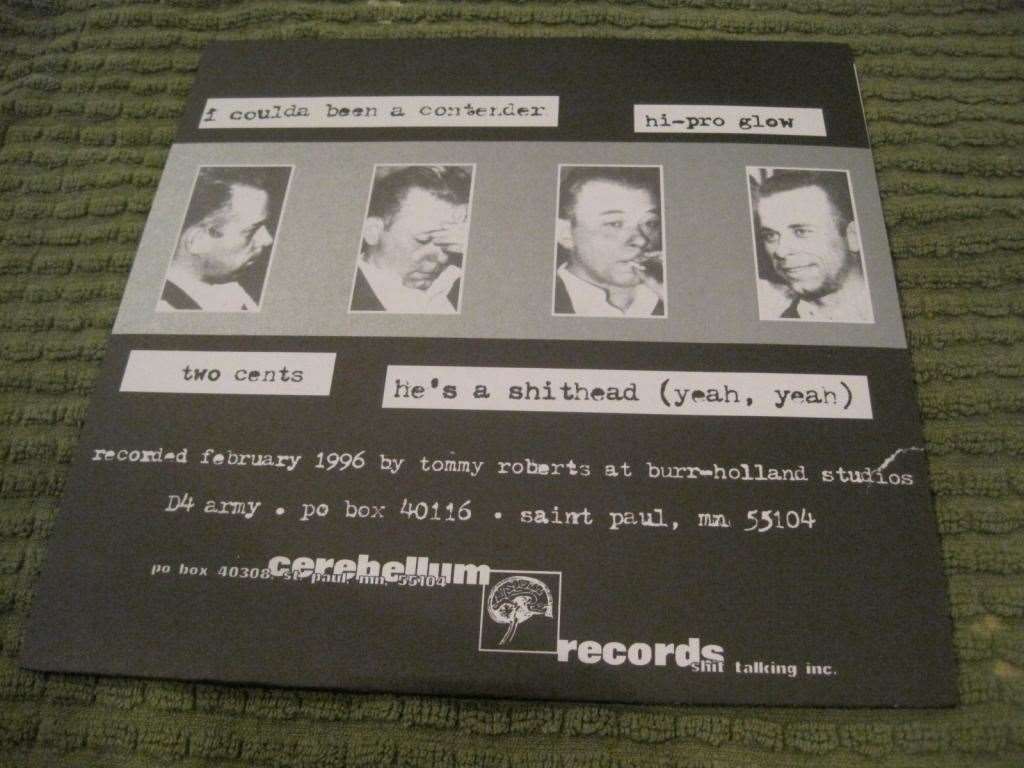 i coulda been a contender
hi-pro glow
two cents
he's a shithead (yeah, yeah)
recorded february 1996 by tommy roberts at burr-holland studios
D4 army • po box 40116 • saint paul, mn 55104
cerebellum
po box 40308, st. paul, mn. 55104
records
shit talking inc.